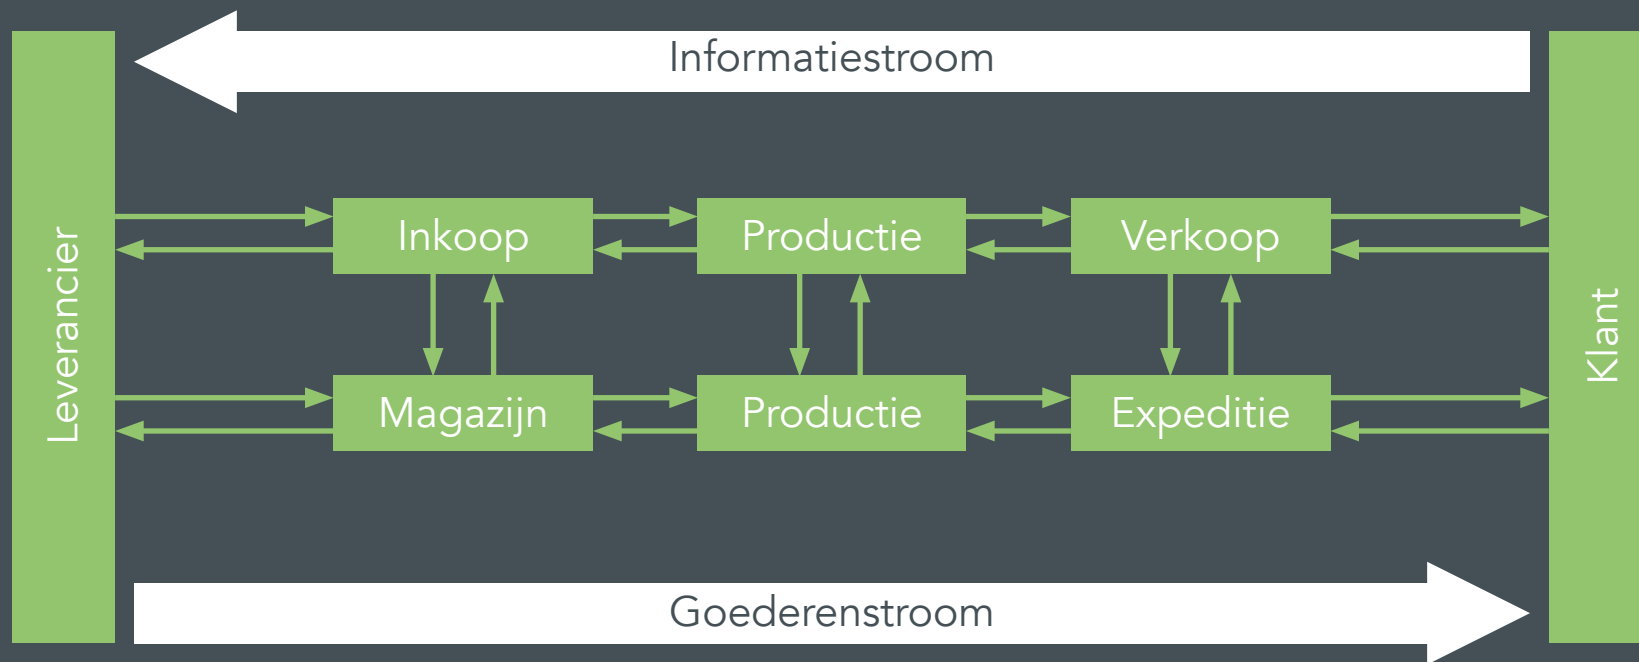 Informatiestroom
Leverancier
Inkoop
Productie
Verkoop
Klant
Magazijn
Productie
Expeditie
Goederenstroom